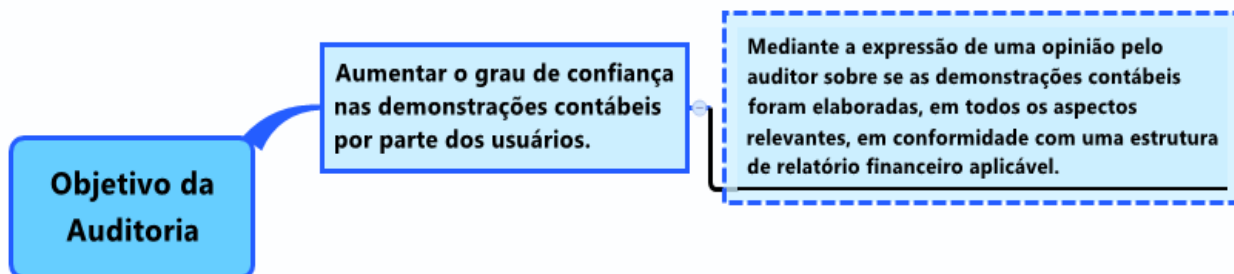 Objetivo da
Auditoria
Aumentar o grau de confiança
nas demonstrações contábeis
por parte dos usuários.
Mediante a expressão de uma opinião pelo
auditor sobre se as demonstrações contábeis
foram elaboradas, em todos os aspectos
relevantes, em conformidade com uma estrutura
de relatório financeiro aplicável.